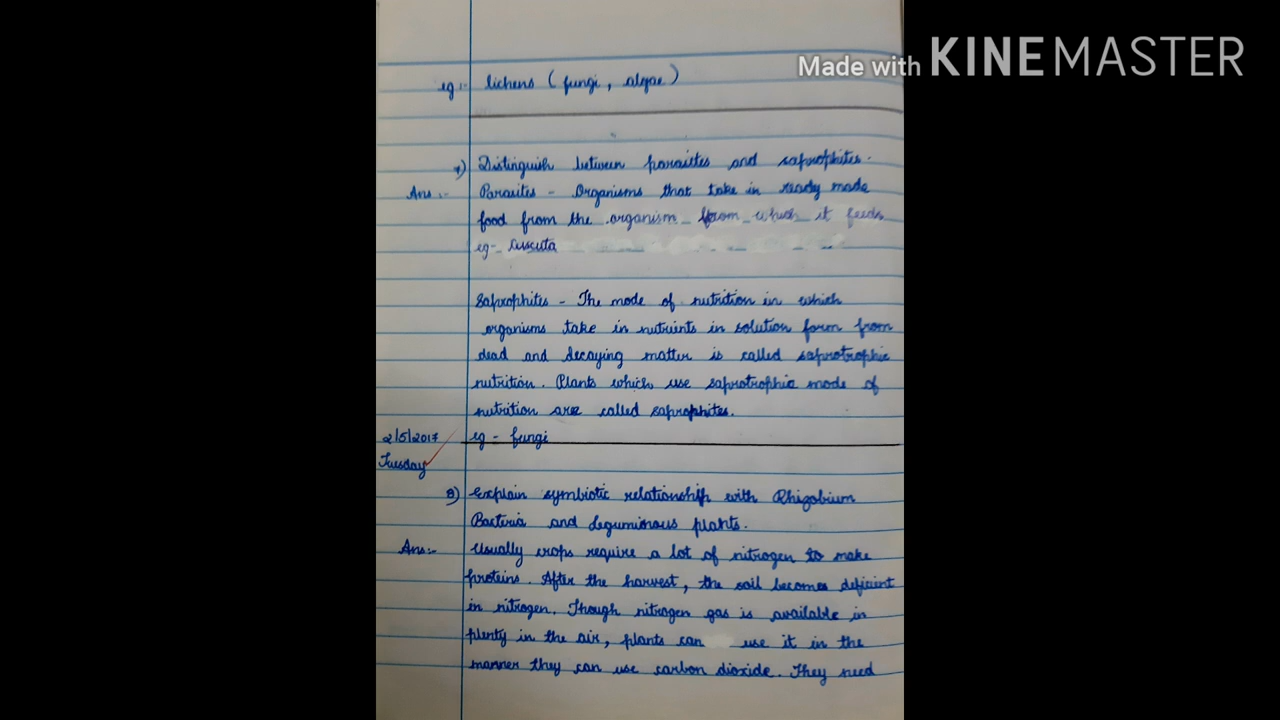 Made with KINEMASTER
eg :- lichens ( fungi , algae )
7) Distinguish between parasites and saprophites.
Ans :- Parasites - Organisms that take in ready made
food from the organism from which it feeds
eg - Cuscuta
Saprophites - The mode of nutrition in which
organisms take in nutrients in solution form from
dead and decaying matter is called saprotrophic
nutrition. Plants which use saprotrophic mode of
nutrition are called saprophites.
2/5/2017 eg - fungi
Tuesday
8) Explain symbiotic relationship with Rhizobium
Bacteria and Leguminous plants.
Ans :- Usually crops require a lot of nitrogen to make
proteins. After the harvest, the soil becomes deficient
in nitrogen. Though nitrogen gas is available in
plenty in the air, plants can use it in the
manner they can use carbon dioxide. They need